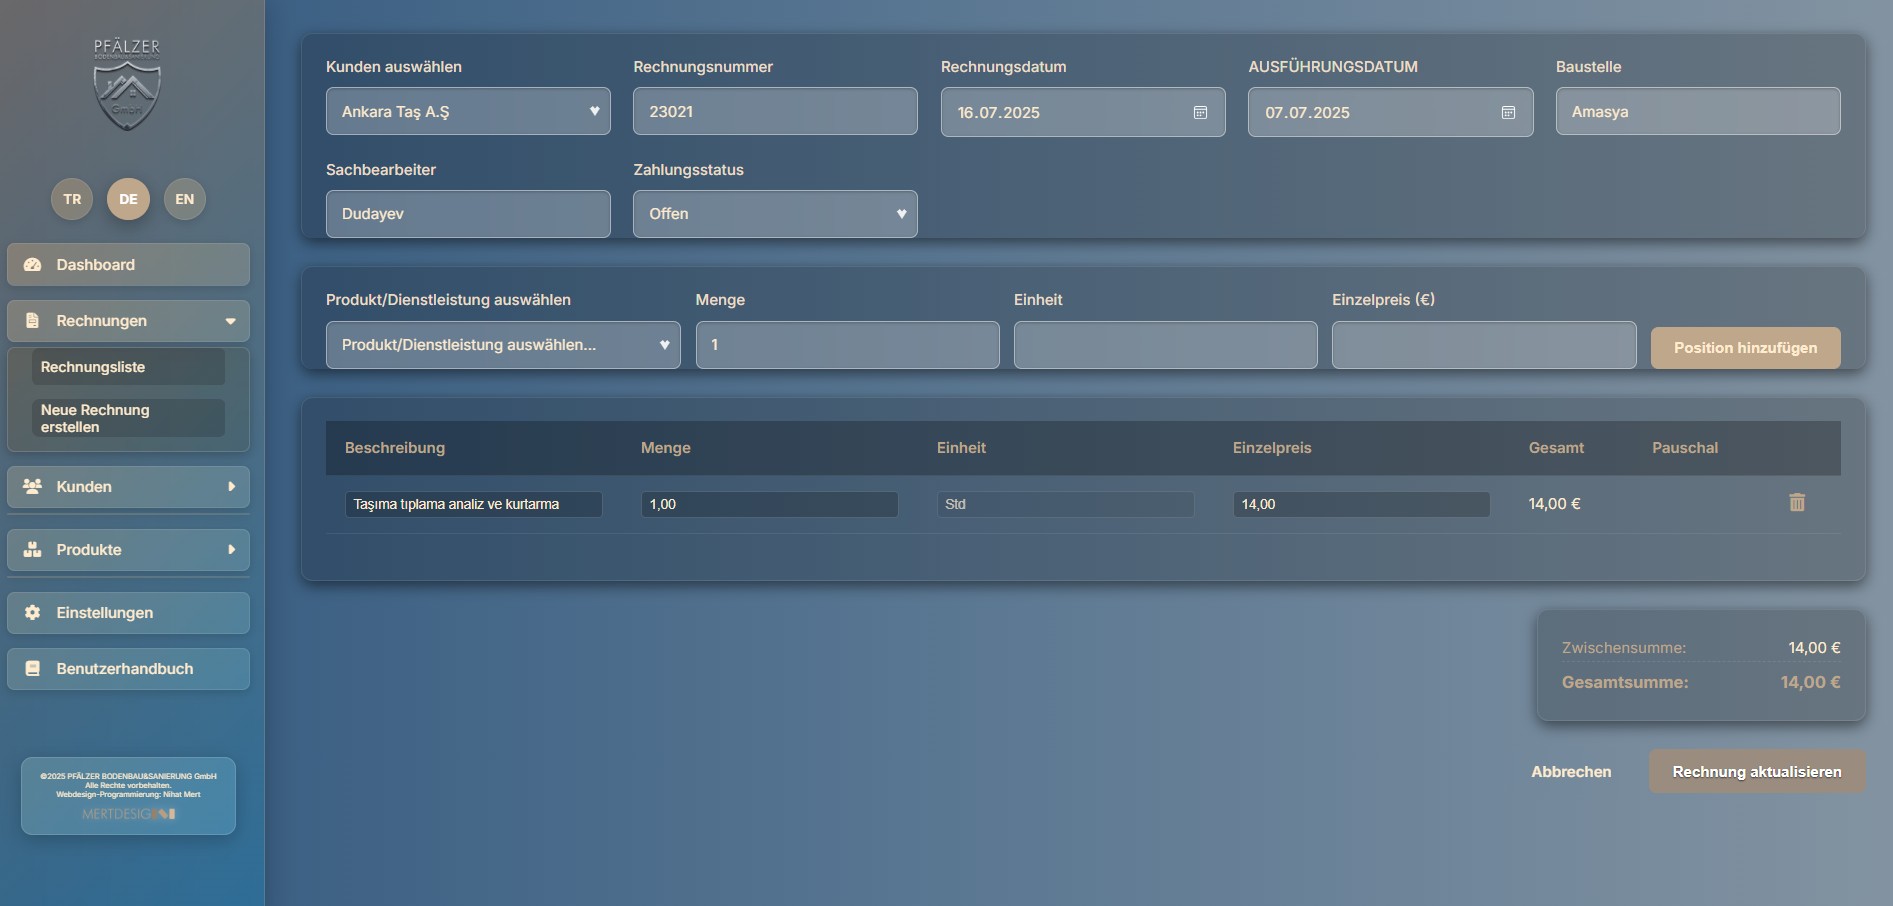 PFÄLZER
BODENBAU&SANIERUNG
GmbH
TR
DE
EN
Dashboard
Rechnungen
Rechnungsliste
Neue Rechnung
erstellen
Kunden
Produkte
Einstellungen
Benutzerhandbuch
©2025 PFÄLZER BODENBAU&SANIERUNG GmbH
Alle Rechte vorbehalten.
Webdesign-Programmierung: Nihat Mert
MERTDESIGN
Kunden auswählen
Ankara Taş A.Ş
Rechnungsnummer
23021
Rechnungsdatum
16.07.2025
AUSFÜHRUNGSDATUM
07.07.2025
Baustelle
Amasya
Sachbearbeiter
Dudayev
Zahlungsstatus
Offen
Produkt/Dienstleistung auswählen
Produkt/Dienstleistung auswählen...
Menge
1
Einheit
Einzelpreis (€)
Position hinzufügen
Beschreibung Menge Einheit Einzelpreis Gesamt Pauschal
Taşıma tıplama analiz ve kurtarma 1,00 Std 14,00 14,00 €
Zwischensumme: 14,00 €
Gesamtsumme: 14,00 €
Abbrechen
Rechnung aktualisieren